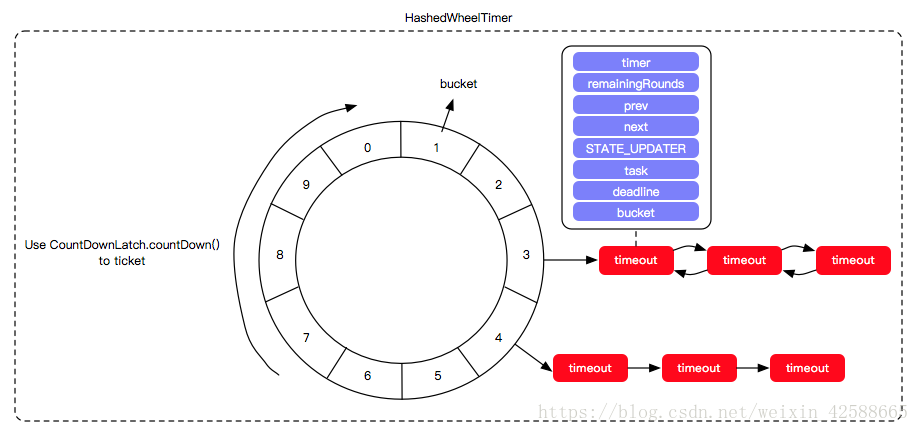 HashedWheelTimer
timer
remainingRounds
prev
next
STATE_UPDATER
task
deadline
bucket
bucket
0
1
2
3
4
5
6
7
8
9
Use CountDownLatch.countDown()
to ticket
timeout
timeout
timeout
timeout
timeout
timeout
https://blog.csdn.net/weixin_42588665